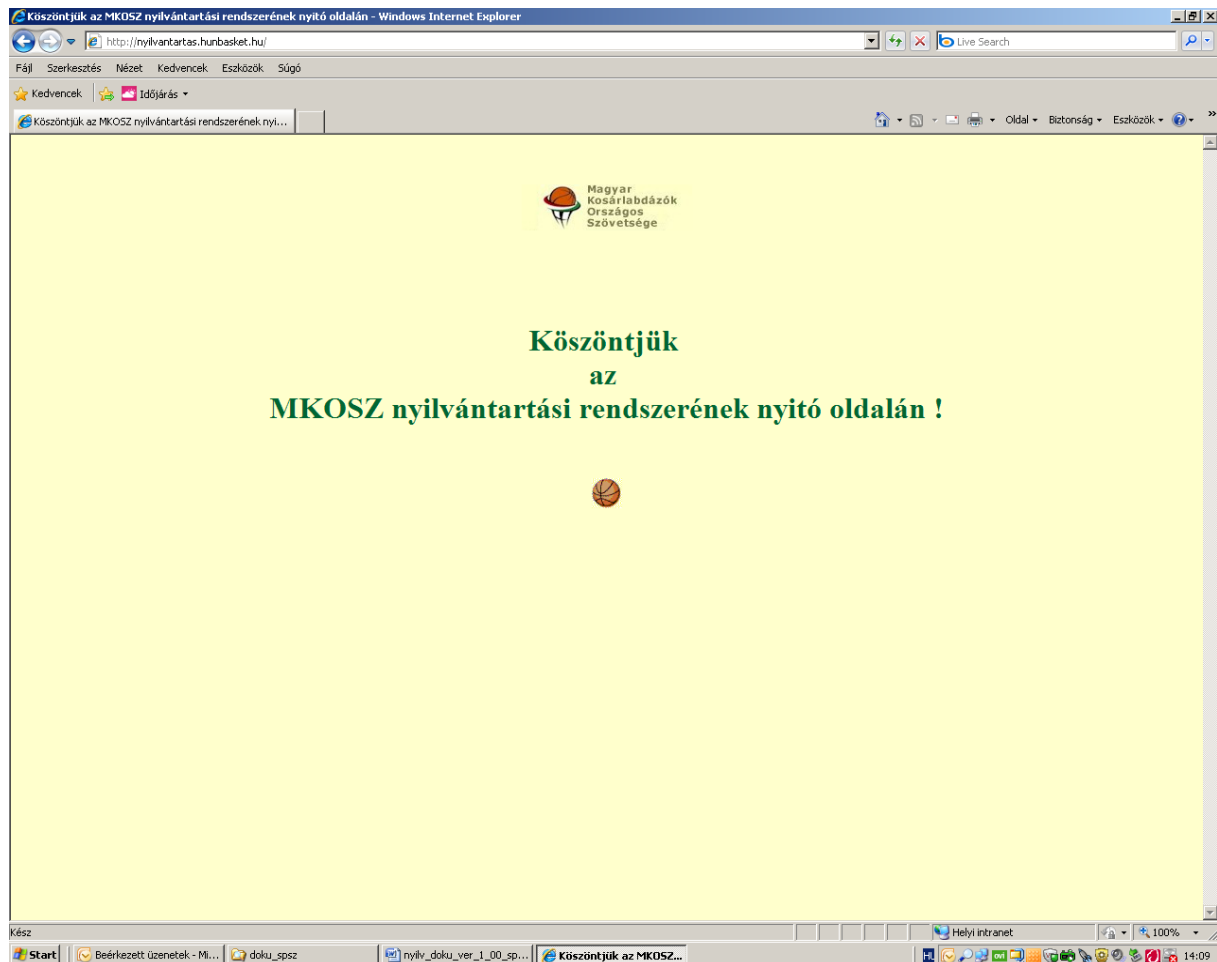 Köszöntjük az MKOSZ nyilvántartási rendszerének nyitó oldalán - Windows Internet Explorer
http://nyilvantartas.hunbasket.hu/
Live Search
Fájl Szerkesztés Nézet Kedvencek Eszközök Súgó
Kedvencek Időjárás
Köszöntjük az MKOSZ nyilvántartási rendszerének nyi...
Oldal Biztonság Eszközök »
Magyar
Kosárlabdázók
Országos
Szövetsége
Köszöntjük
az
MKOSZ nyilvántartási rendszerének nyitó oldalán !
Kész
Helyi intranet
100%
Start
Beérkezett üzenetek - Mi...
doku_spsz
nyilv_doku_ver_1_00_sp...
Köszöntjük az MKOSZ...
HU
ovi
14:09